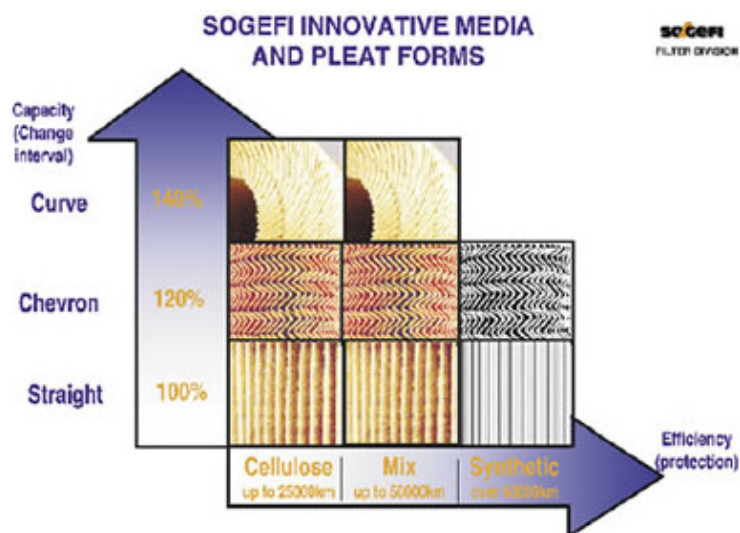 SOGEFI INNOVATIVE MEDIA
AND PLEAT FORMS
SOGEFI
FILTER DIVISION
Capacity
(Change
interval)
Curve
140%
Chevron
120%
Straight
100%
Cellulose
up to 25000km
Mix
up to 50000km
Synthetic
over 50000km
Efficiency
(protection)